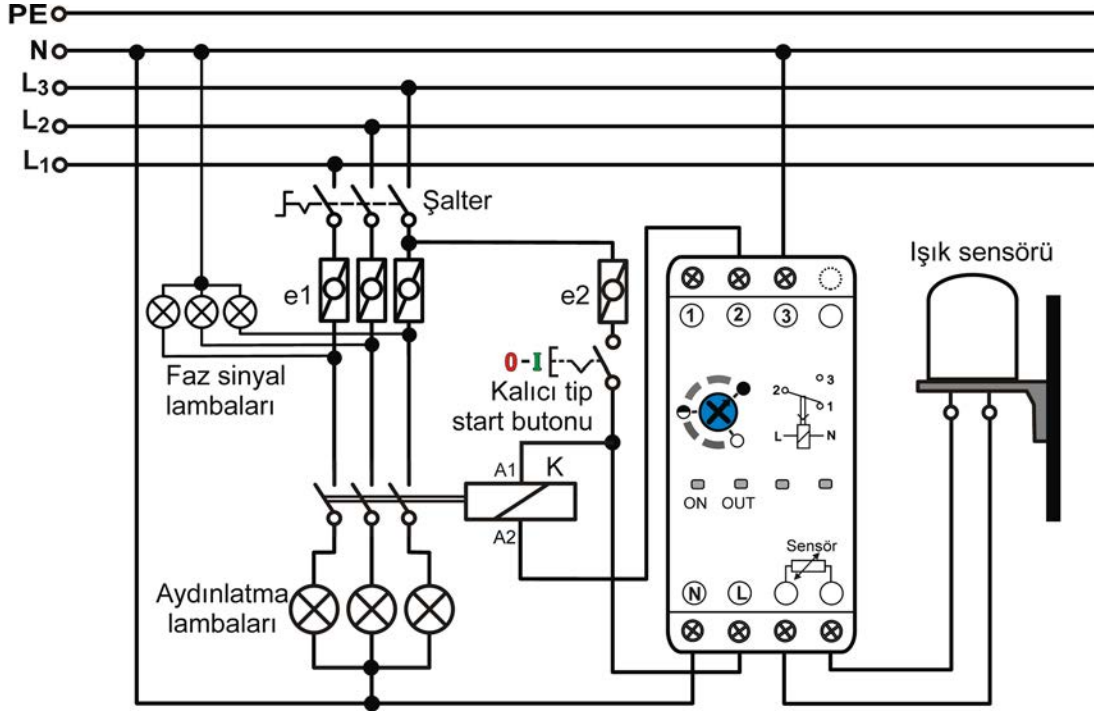 PE
N
L3
L2
L1
Şalter
e1
e2
Işık sensörü
1 2 3
Faz sinyal
lambaları
0-I
Kalıcı tip
start butonu
3
2
1
L N
A1 K
A2
ON OUT
Sensör
N L
Aydınlatma
lambaları